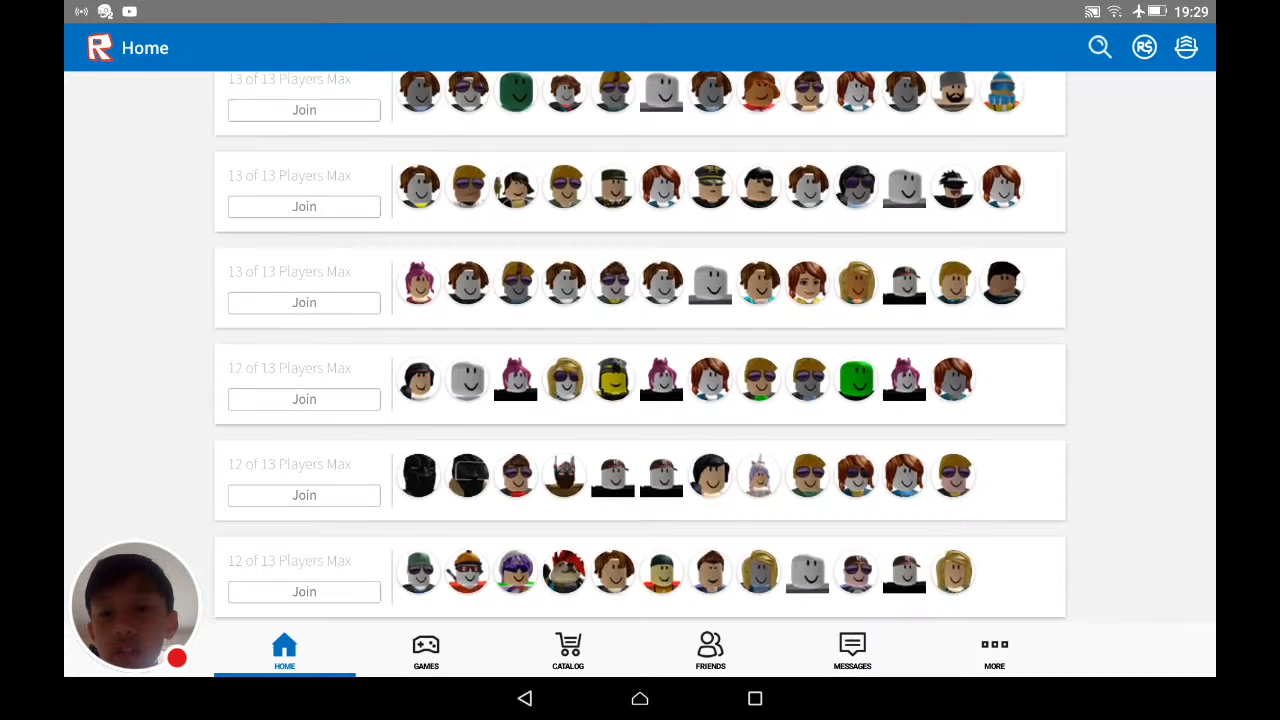 19:29
Home
R$
13 of 13 Players Max
Join
13 of 13 Players Max
Join
13 of 13 Players Max
Join
12 of 13 Players Max
Join
12 of 13 Players Max
Join
12 of 13 Players Max
Join
HOME GAMES CATALOG FRIENDS MESSAGES MORE